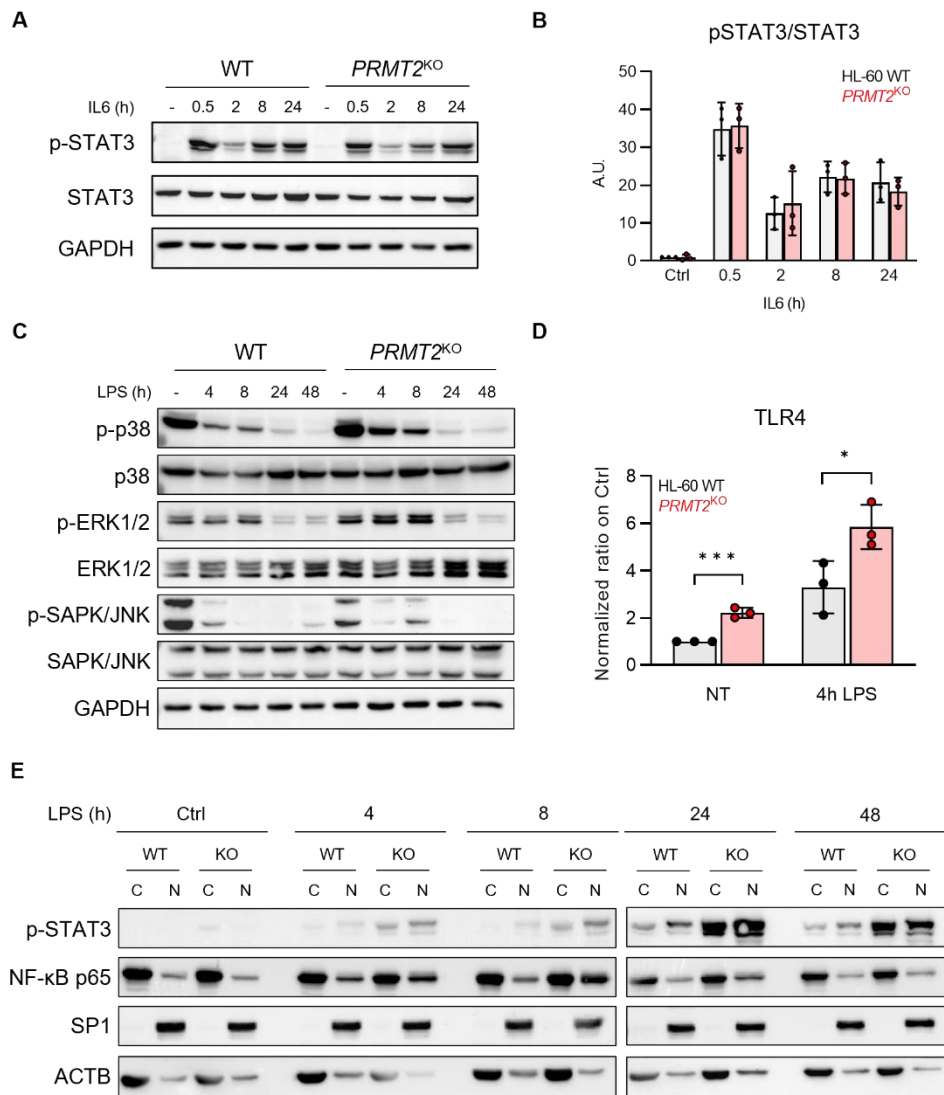 A
WT PRMT2KO
IL6 (h) - 0.5 2 8 24 - 0.5 2 8 24
p-STAT3
STAT3
GAPDH
B
pSTAT3/STAT3
HL-60 WT
PRMT2KO
A.U.
50
40
30
20
10
0
Ctrl 0.5 2 8 24
IL6 (h)
C
WT PRMT2KO
LPS (h) - 4 8 24 48 - 4 8 24 48
p-p38
p38
p-ERK1/2
ERK1/2
p-SAPK/JNK
SAPK/JNK
GAPDH
D
TLR4
HL-60 WT
PRMT2KO
Normalized ratio on Ctrl
8
6
4
2
0
***
*
NT 4h LPS
E
LPS (h) Ctrl 4 8 24 48
WT KO WT KO WT KO WT KO WT KO
C N C N C N C N C N C N C N C N C N C N
p-STAT3
NF-κB p65
SP1
ACTB